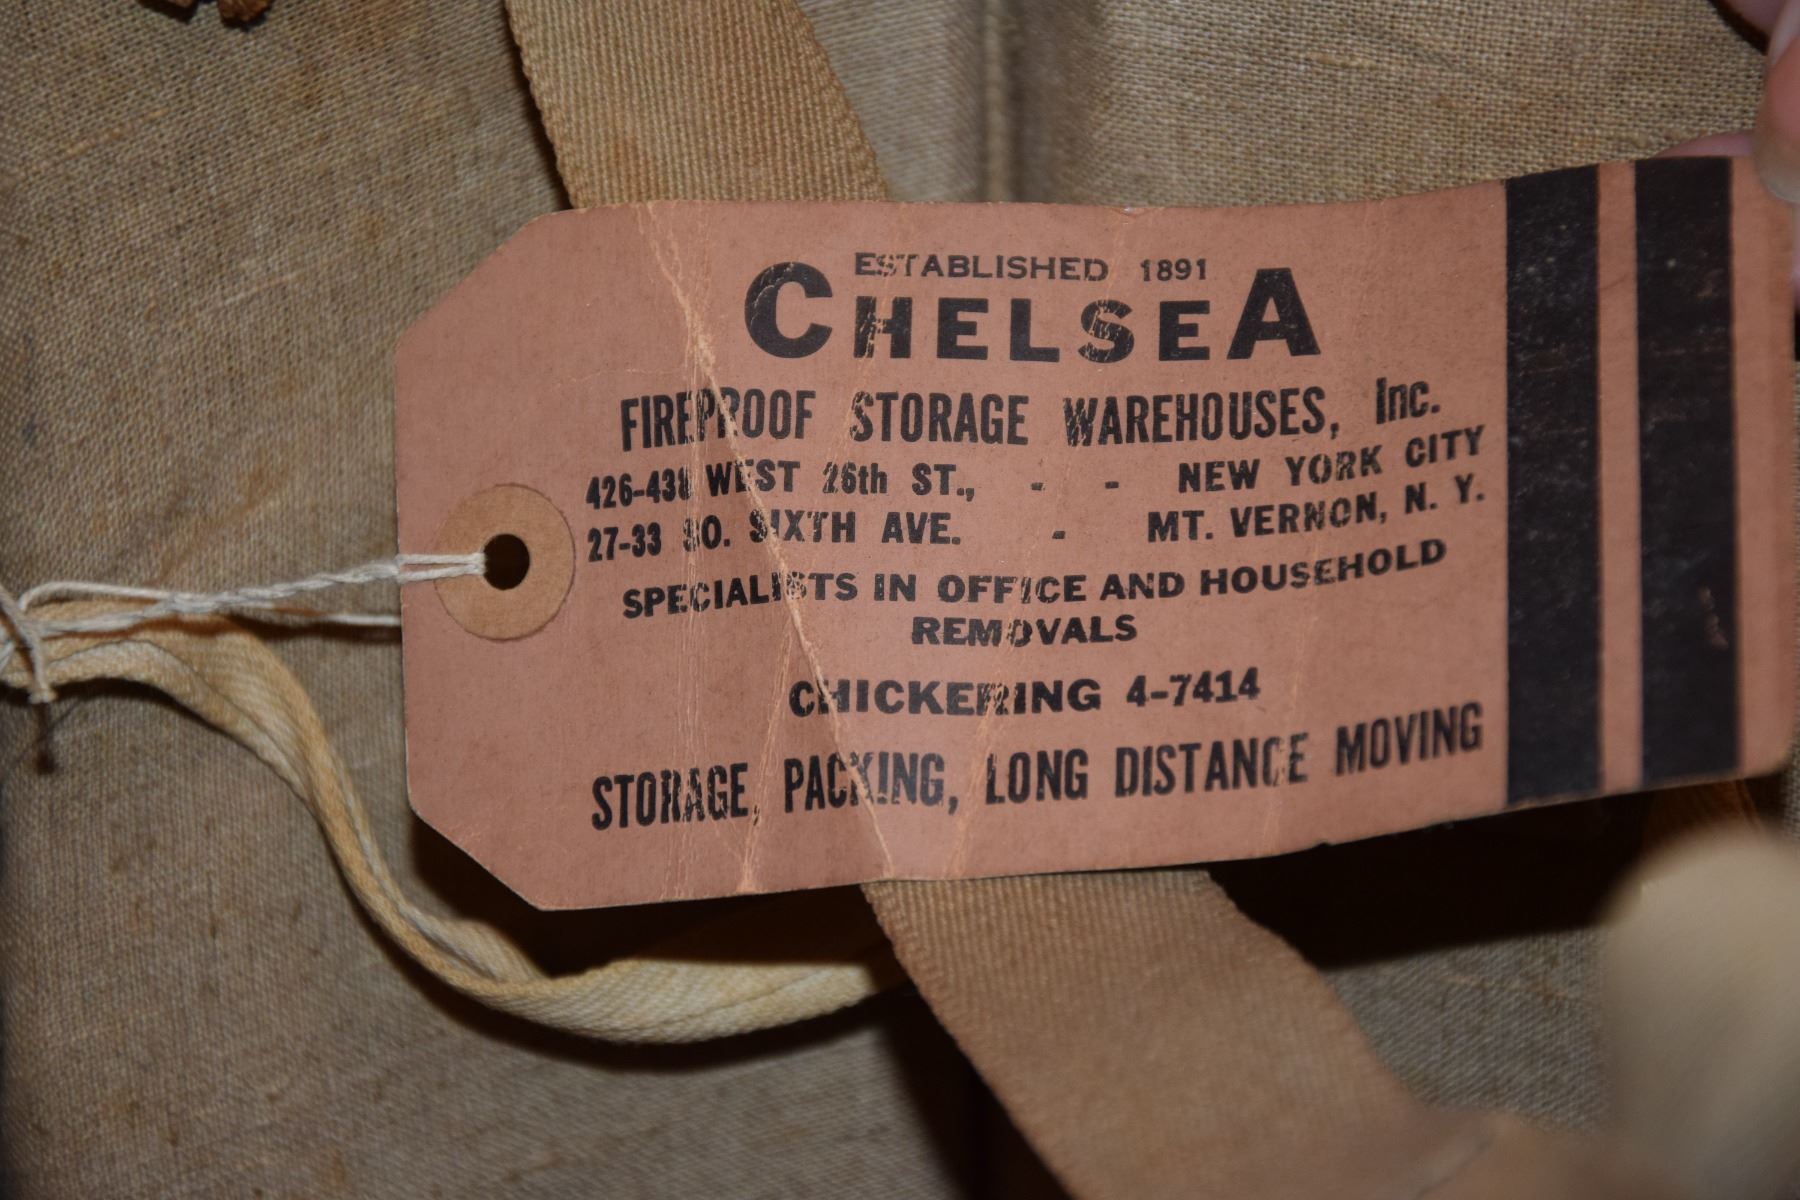 ESTABLISHED 1891
CHELSEA
FIREPROOF STORAGE WAREHOUSES, Inc.
426-438 WEST 26th ST., - - NEW YORK CITY
27-33 SO. SIXTH AVE. - MT. VERNON, N. Y.
SPECIALISTS IN OFFICE AND HOUSEHOLD
REMOVALS
CHICKERING 4-7414
STORAGE, PACKING, LONG DISTANCE MOVING